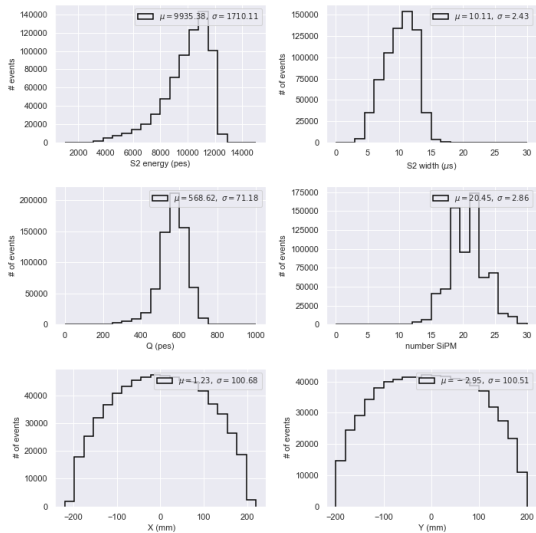 140000
120000
100000
80000
60000
40000
20000
0
# of events
μ = 9935.38, σ = 1710.11
2000 4000 6000 8000 10000 12000 14000
S2 energy (pes)
150000
125000
100000
75000
50000
25000
0
# of events
μ = 10.11, σ = 2.43
0 5 10 15 20 25 30
S2 width (μs)
200000
150000
100000
50000
0
# of events
μ = 568.62, σ = 71.18
0 200 400 600 800 1000
Q (pes)
175000
150000
125000
100000
75000
50000
25000
0
# of events
μ = 20.45, σ = 2.86
0 5 10 15 20 25 30
number SiPM
40000
30000
20000
10000
0
# of events
μ = 1.23, σ = 100.68
−200 −100 0 100 200
X (mm)
40000
30000
20000
10000
0
# of events
μ = −2.95, σ = 100.51
−200 −100 0 100 200
Y (mm)